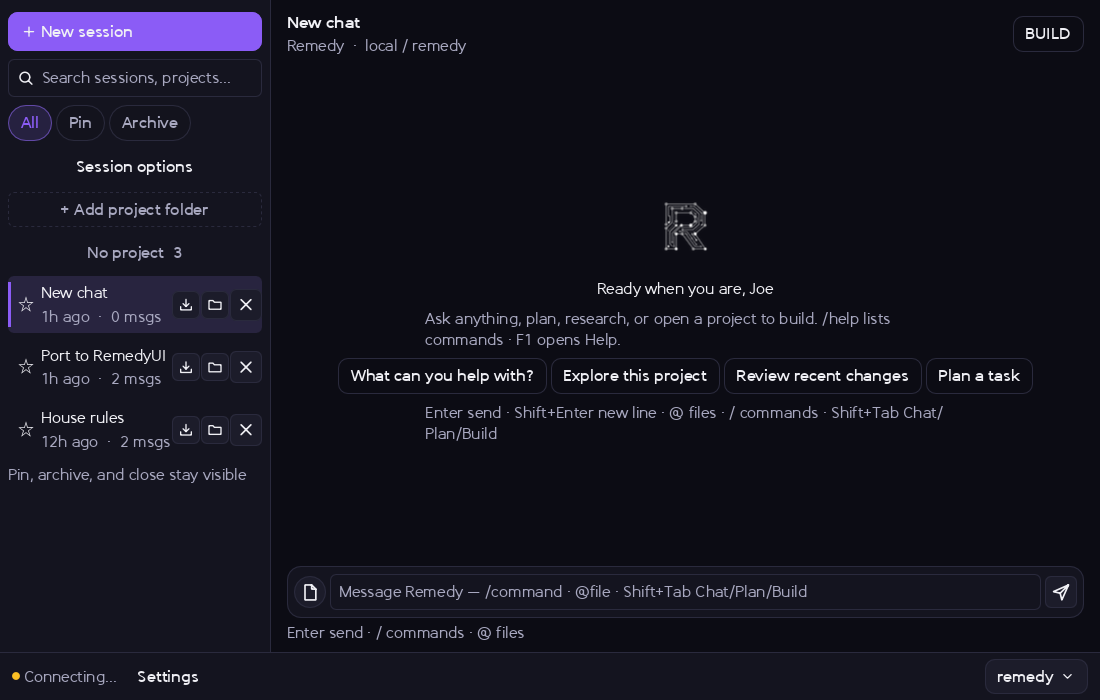 + New session
Search sessions, projects...
All
Pin
Archive
Session options
+ Add project folder
No project 3
New chat
1h ago · 0 msgs
Port to RemedyUI
1h ago · 2 msgs
House rules
12h ago · 2 msgs
Pin, archive, and close stay visible
New chat
Remedy · local / remedy
BUILD
R
Ready when you are, Joe
Ask anything, plan, research, or open a project to build. /help lists
commands · F1 opens Help.
What can you help with?
Explore this project
Review recent changes
Plan a task
Enter send · Shift+Enter new line · @ files · / commands · Shift+Tab Chat/
Plan/Build
Message Remedy — /command · @file · Shift+Tab Chat/Plan/Build
Enter send · / commands · @ files
Connecting...
Settings
remedy